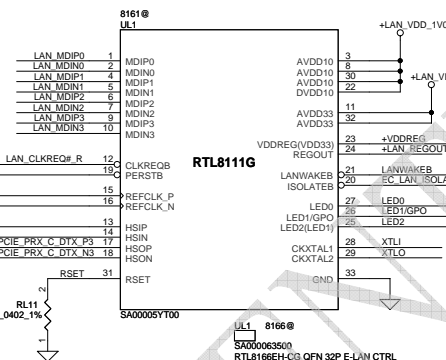 8161@
UL1
+LAN_VDD_1V0
LAN_MDIP0 1 MDIP0
LAN_MDIN0 2 MDIN0
LAN_MDIP1 4 MDIP1
LAN_MDIN1 5 MDIN1
LAN_MDIP2 6 MDIP2
LAN_MDIN2 7 MDIN2
LAN_MDIP3 9 MDIP3
LAN_MDIN3 10 MDIN3
LAN_CLKREQ#_R 12 CLKREQB
19 PERSTB
15 REFCLK_P
16 REFCLK_N
13 HSIP
14 HSIN
PCIE_PRX_C_DTX_P3 17 HSOP
PCIE_PRX_C_DTX_N3 18 HSON
RSET 31 RSET
RTL8111G
AVDD10 3
AVDD10 8
AVDD10 30
DVDD10 22
AVDD33 11
AVDD33 32
VDDREG(VDD33) 23 +VDDREG
REGOUT 24 +LAN_REGOUT
LANWAKEB 21 LANWAKEB
ISOLATEB 20
LED0 27 LED0
LED1/GPO 26 LED1/GPO
LED2(LED1) 25 LED2
CKXTAL1 28 XTLI
CKXTAL2 29 XTLO
GND 33
2
RL11
_0402_1%
1
SA00005YT00
UL1 8166@
SA000063500
RTL8166EH-CG QFN 32P E-LAN CTRL